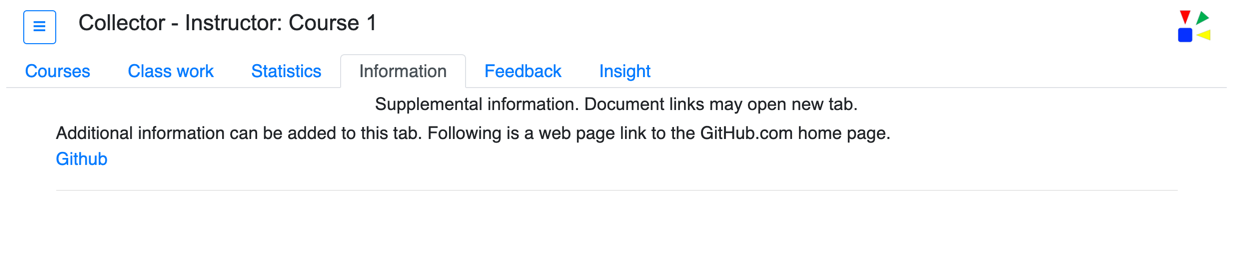 Collector - Instructor: Course 1
Courses Class work Statistics Information Feedback Insight
Supplemental information. Document links may open new tab.
Additional information can be added to this tab. Following is a web page link to the GitHub.com home page.
Github